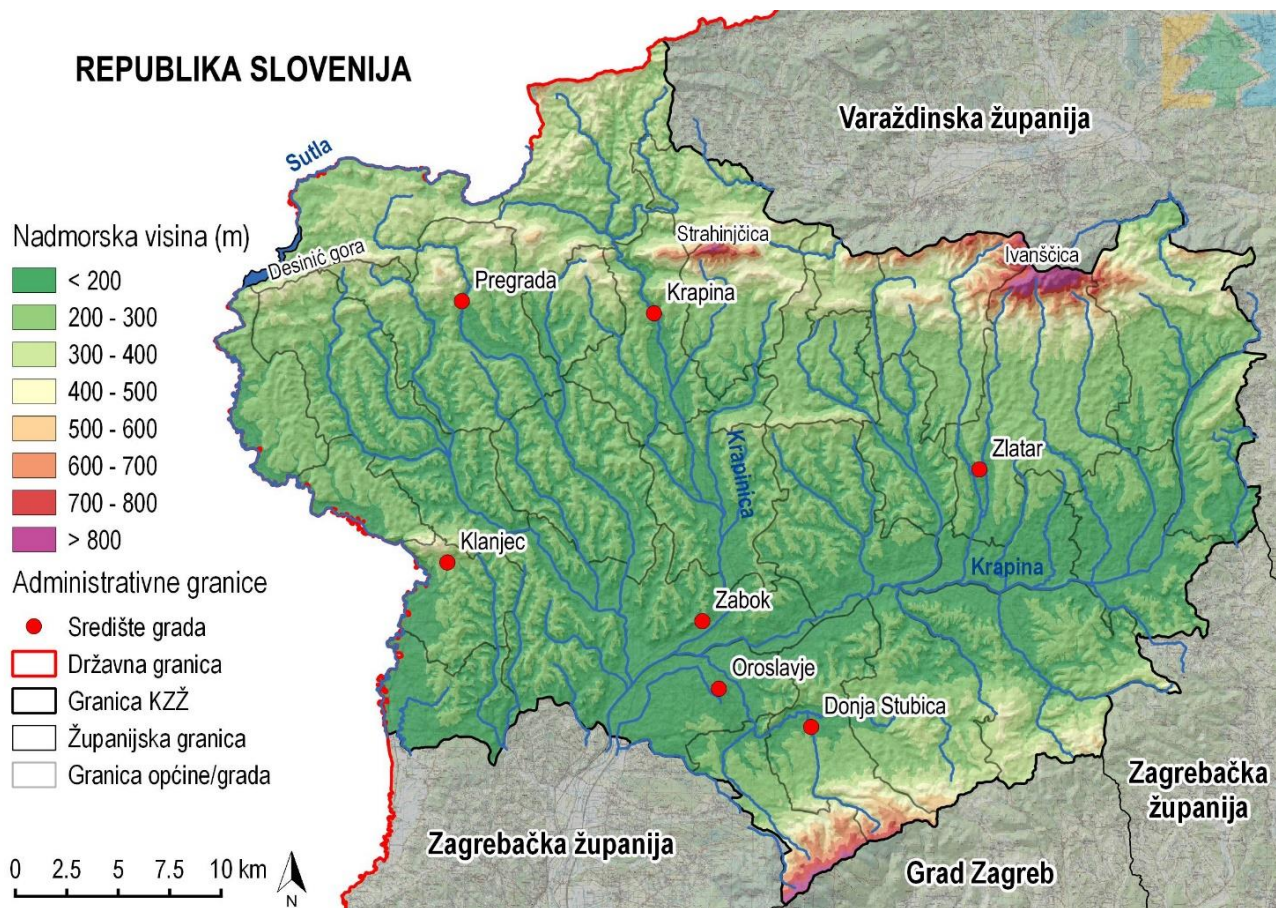 REPUBLIKA SLOVENIJA
Varaždinska županija
Sutla
Nadmorska visina (m)
< 200
200 - 300
300 - 400
400 - 500
500 - 600
600 - 700
700 - 800
> 800
Administrativne granice
Središte grada
Državna granica
Granica KZŽ
Županijska granica
Granica općine/grada
0 2.5 5 10 km
N
Desinić gora
Strahinjčica
Ivanščica
Pregrada
Krapina
Krapinica
Zlatar
Klanjec
Krapina
Zabok
Oroslavje
Donja Stubica
Zagrebačka
županija
Zagrebačka županija
Grad Zagreb